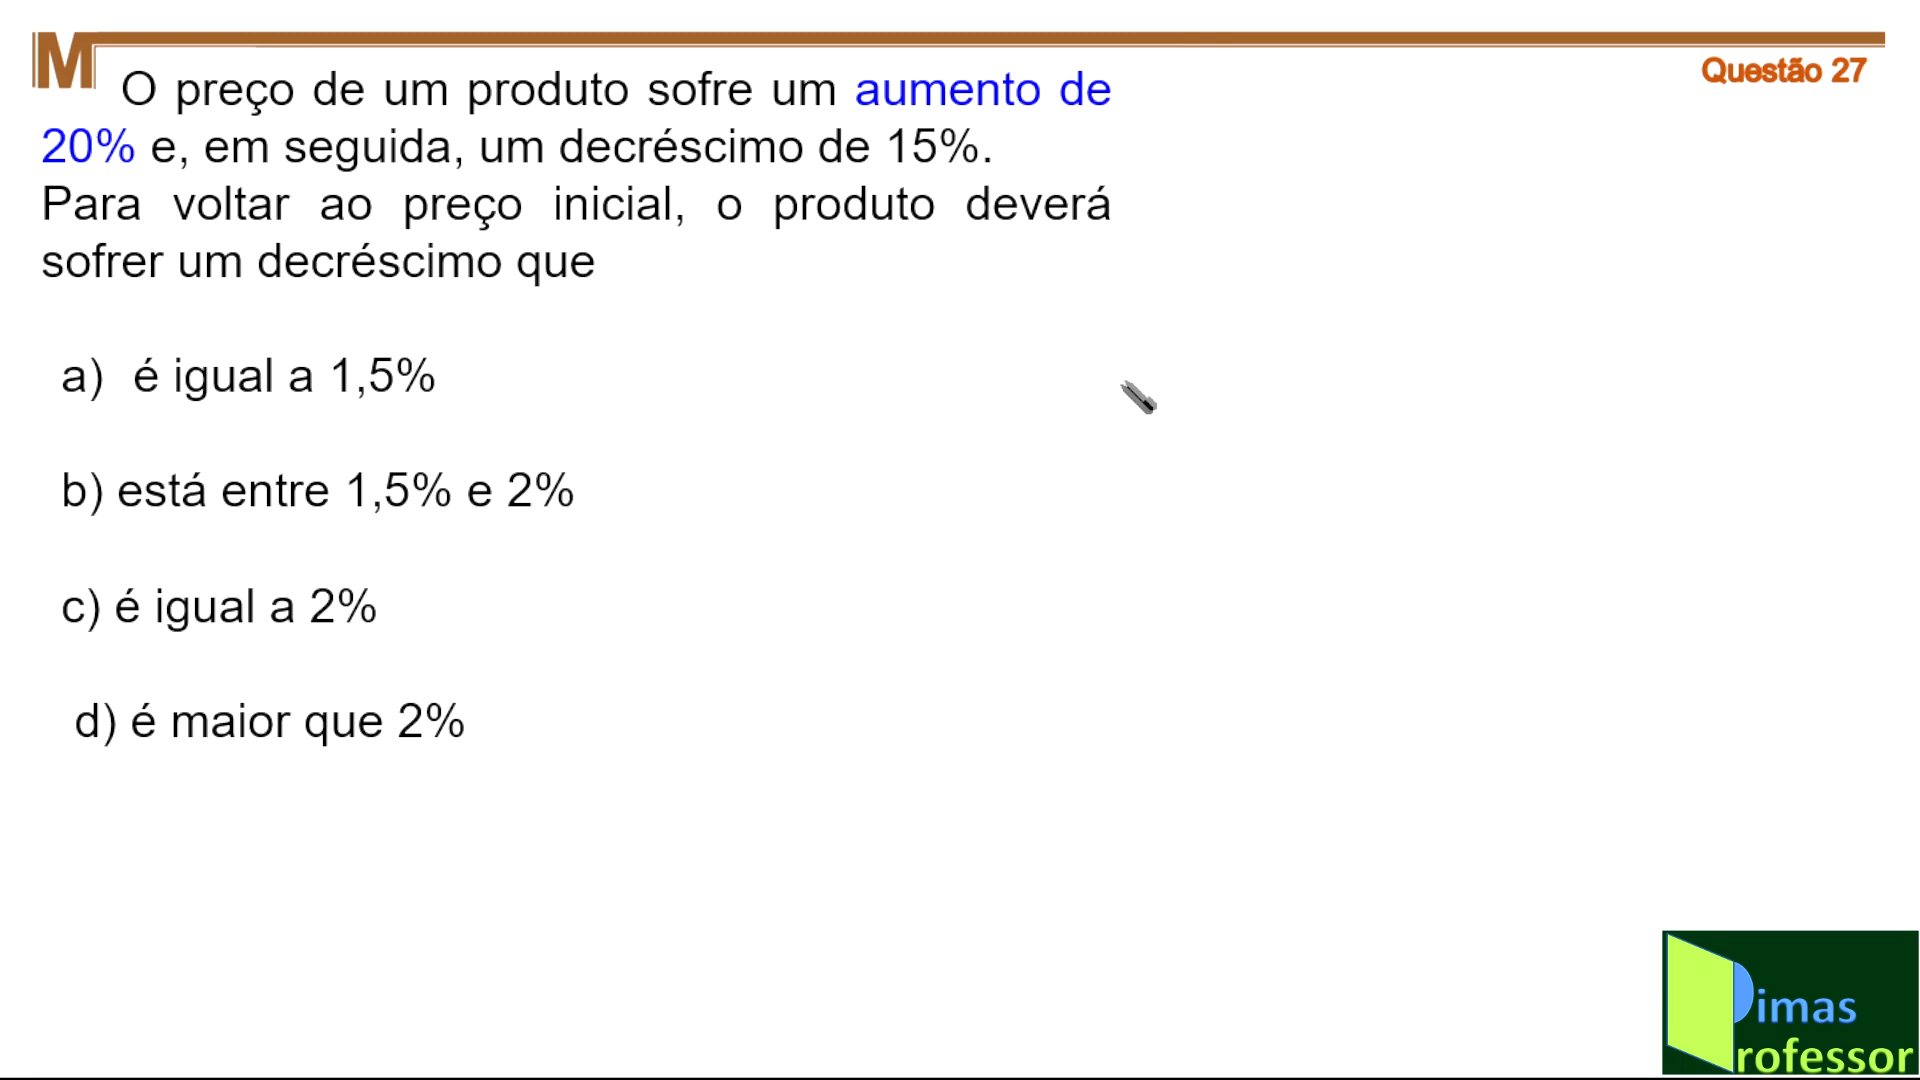 M
Questão 27
O preço de um produto sofre um aumento de
20% e, em seguida, um decréscimo de 15%.
Para voltar ao preço inicial, o produto deverá
sofrer um decréscimo que
a) é igual a 1,5%
b) está entre 1,5% e 2%
c) é igual a 2%
d) é maior que 2%
Dimas
rofessor